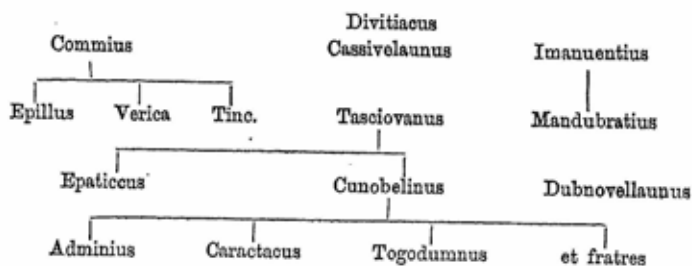 Divitiacus
Commius Cassivelaunus Imanuentius
Epillus Verica Tinc. Tasciovanus Mandubratius
Epaticcus Cunobelinus Dubnovellaunus
Adminius Caractacus Togodumnus et fratres